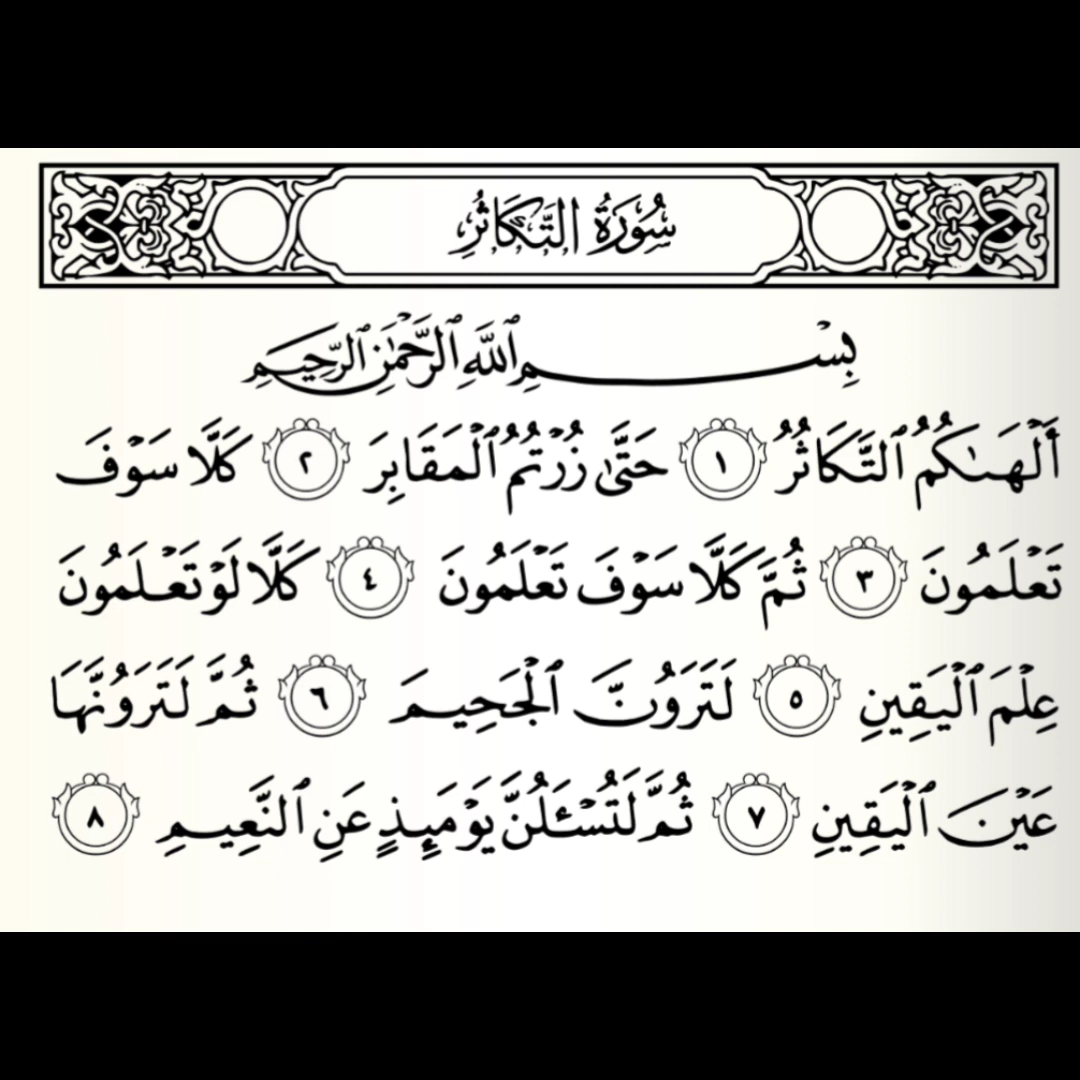 سُورَةُ التَّكَاثُرِ
بِسْمِ ٱللَّهِ ٱلرَّحْمَٰنِ ٱلرَّحِيمِ
أَلْهَىٰكُمُ ٱلتَّكَاثُرُ ١ حَتَّىٰ زُرْتُمُ ٱلْمَقَابِرَ ٢ كَلَّا سَوْفَ
تَعْلَمُونَ ٣ ثُمَّ كَلَّا سَوْفَ تَعْلَمُونَ ٤ كَلَّا لَوْ تَعْلَمُونَ
عِلْمَ ٱلْيَقِينِ ٥ لَتَرَوُنَّ ٱلْجَحِيمَ ٦ ثُمَّ لَتَرَوُنَّهَا
عَيْنَ ٱلْيَقِينِ ٧ ثُمَّ لَتُسْـَٔلُنَّ يَوْمَئِذٍ عَنِ ٱلنَّعِيمِ ٨